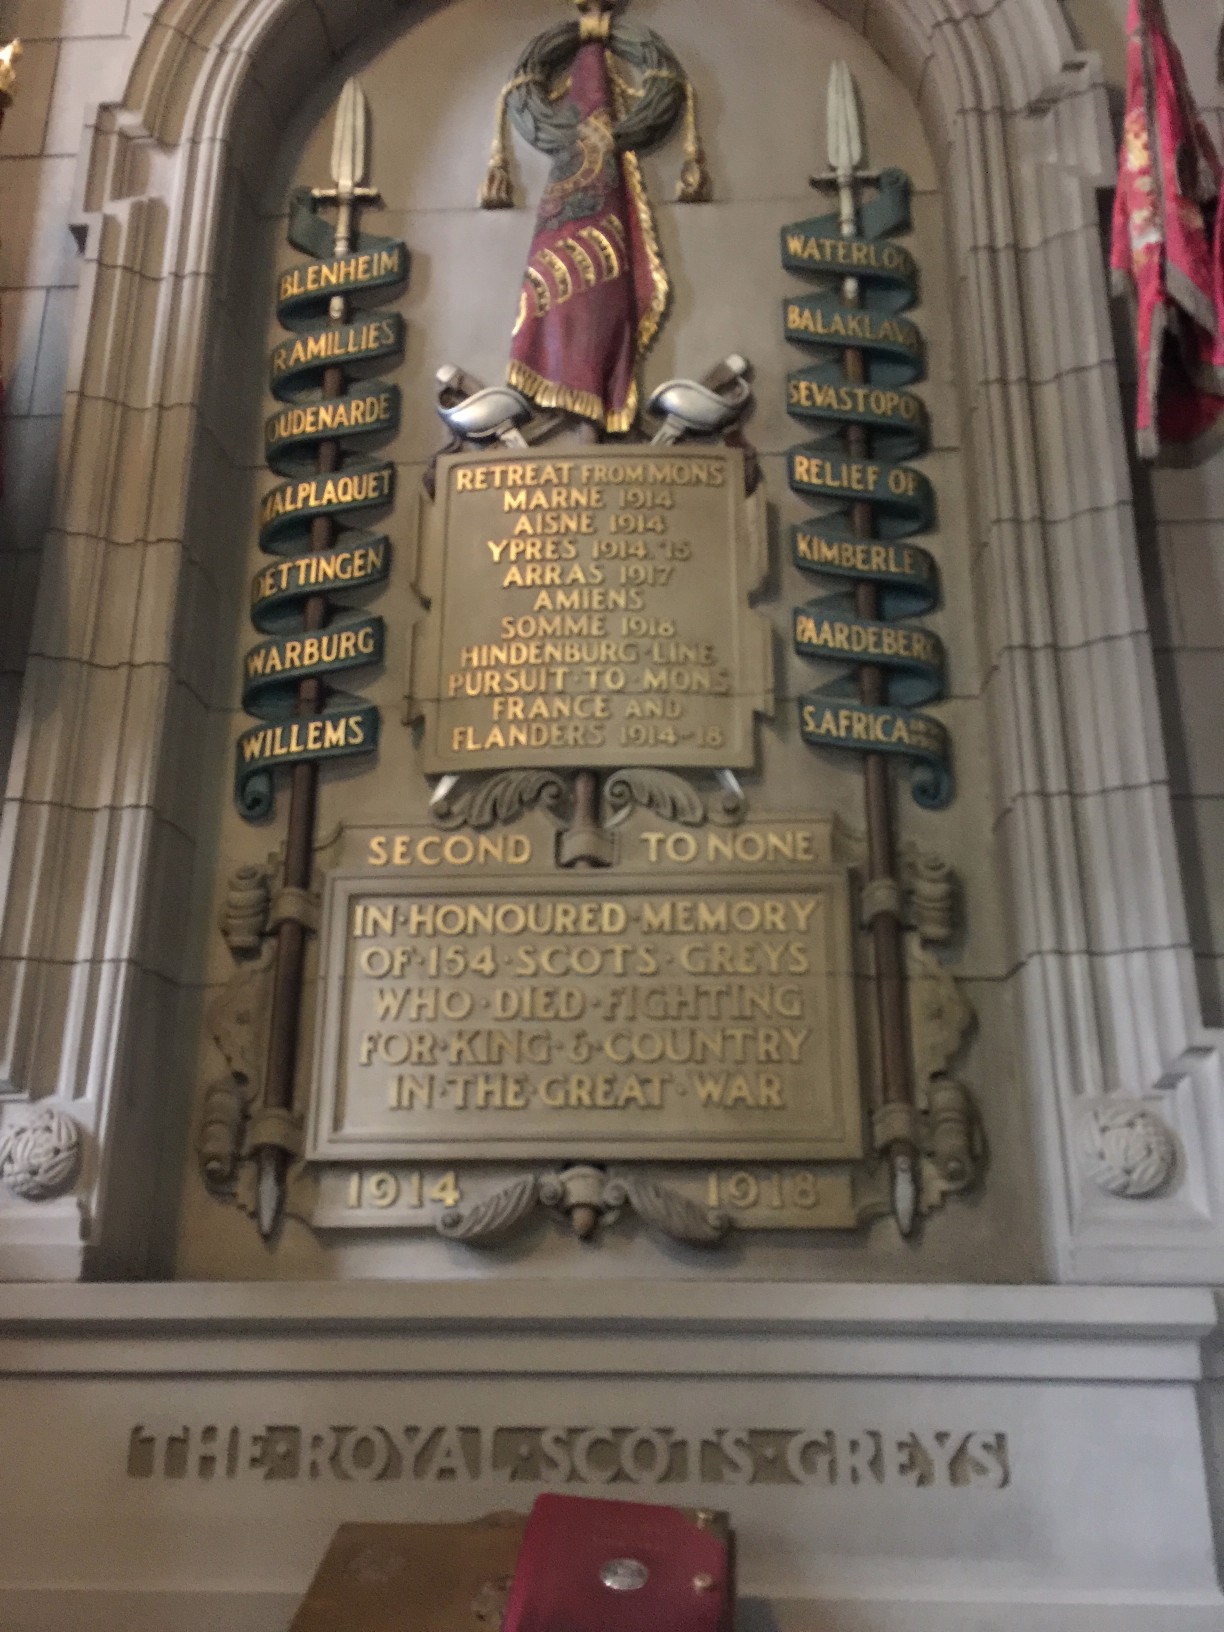 BLENHEIM
RAMILLIES
OUDENARDE
MALPLAQUET
DETTINGEN
WARBURG
WILLEMS
WATERLOO
BALAKLAVA
SEVASTOPOL
RELIEF OF
KIMBERLEY
PAARDEBERG
S.AFRICA
RETREAT FROM MONS
MARNE 1914
AISNE 1914
YPRES 1914.'15
ARRAS 1917
AMIENS
SOMME 1918
HINDENBURG·LINE
PURSUIT·TO·MONS
FRANCE AND
FLANDERS 1914-18
SECOND TO NONE
IN·HONOURED·MEMORY
OF·154·SCOTS·GREYS
WHO·DIED·FIGHTING
FOR·KING·&·COUNTRY
IN·THE·GREAT·WAR
1914 1918
THE·ROYAL·SCOTS·GREYS